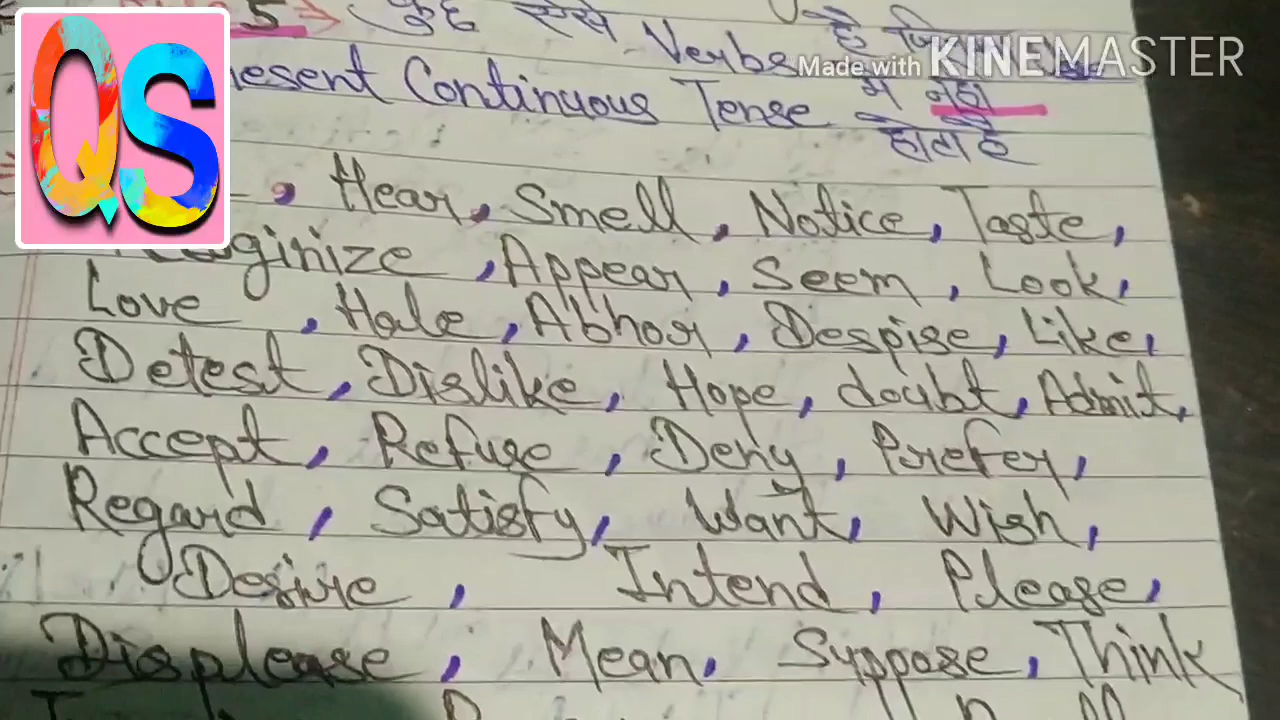 QS
5 कुछ ऐसे Verbs है
Made with KINEMASTER
Present Continuous Tense में नहीं
होता है
Hear, Smell, Notice, Taste,
Appear, Seem, Look,
Love, Hate, Abhor, Despise, Like,
Detest, Dislike, Hope, doubt, Admit,
Accept, Refuse, Deny, Prefer,
Regard, Satisfy, Want, Wish,
Desire, Intend, Please,
Displease, Mean, Suppose, Think